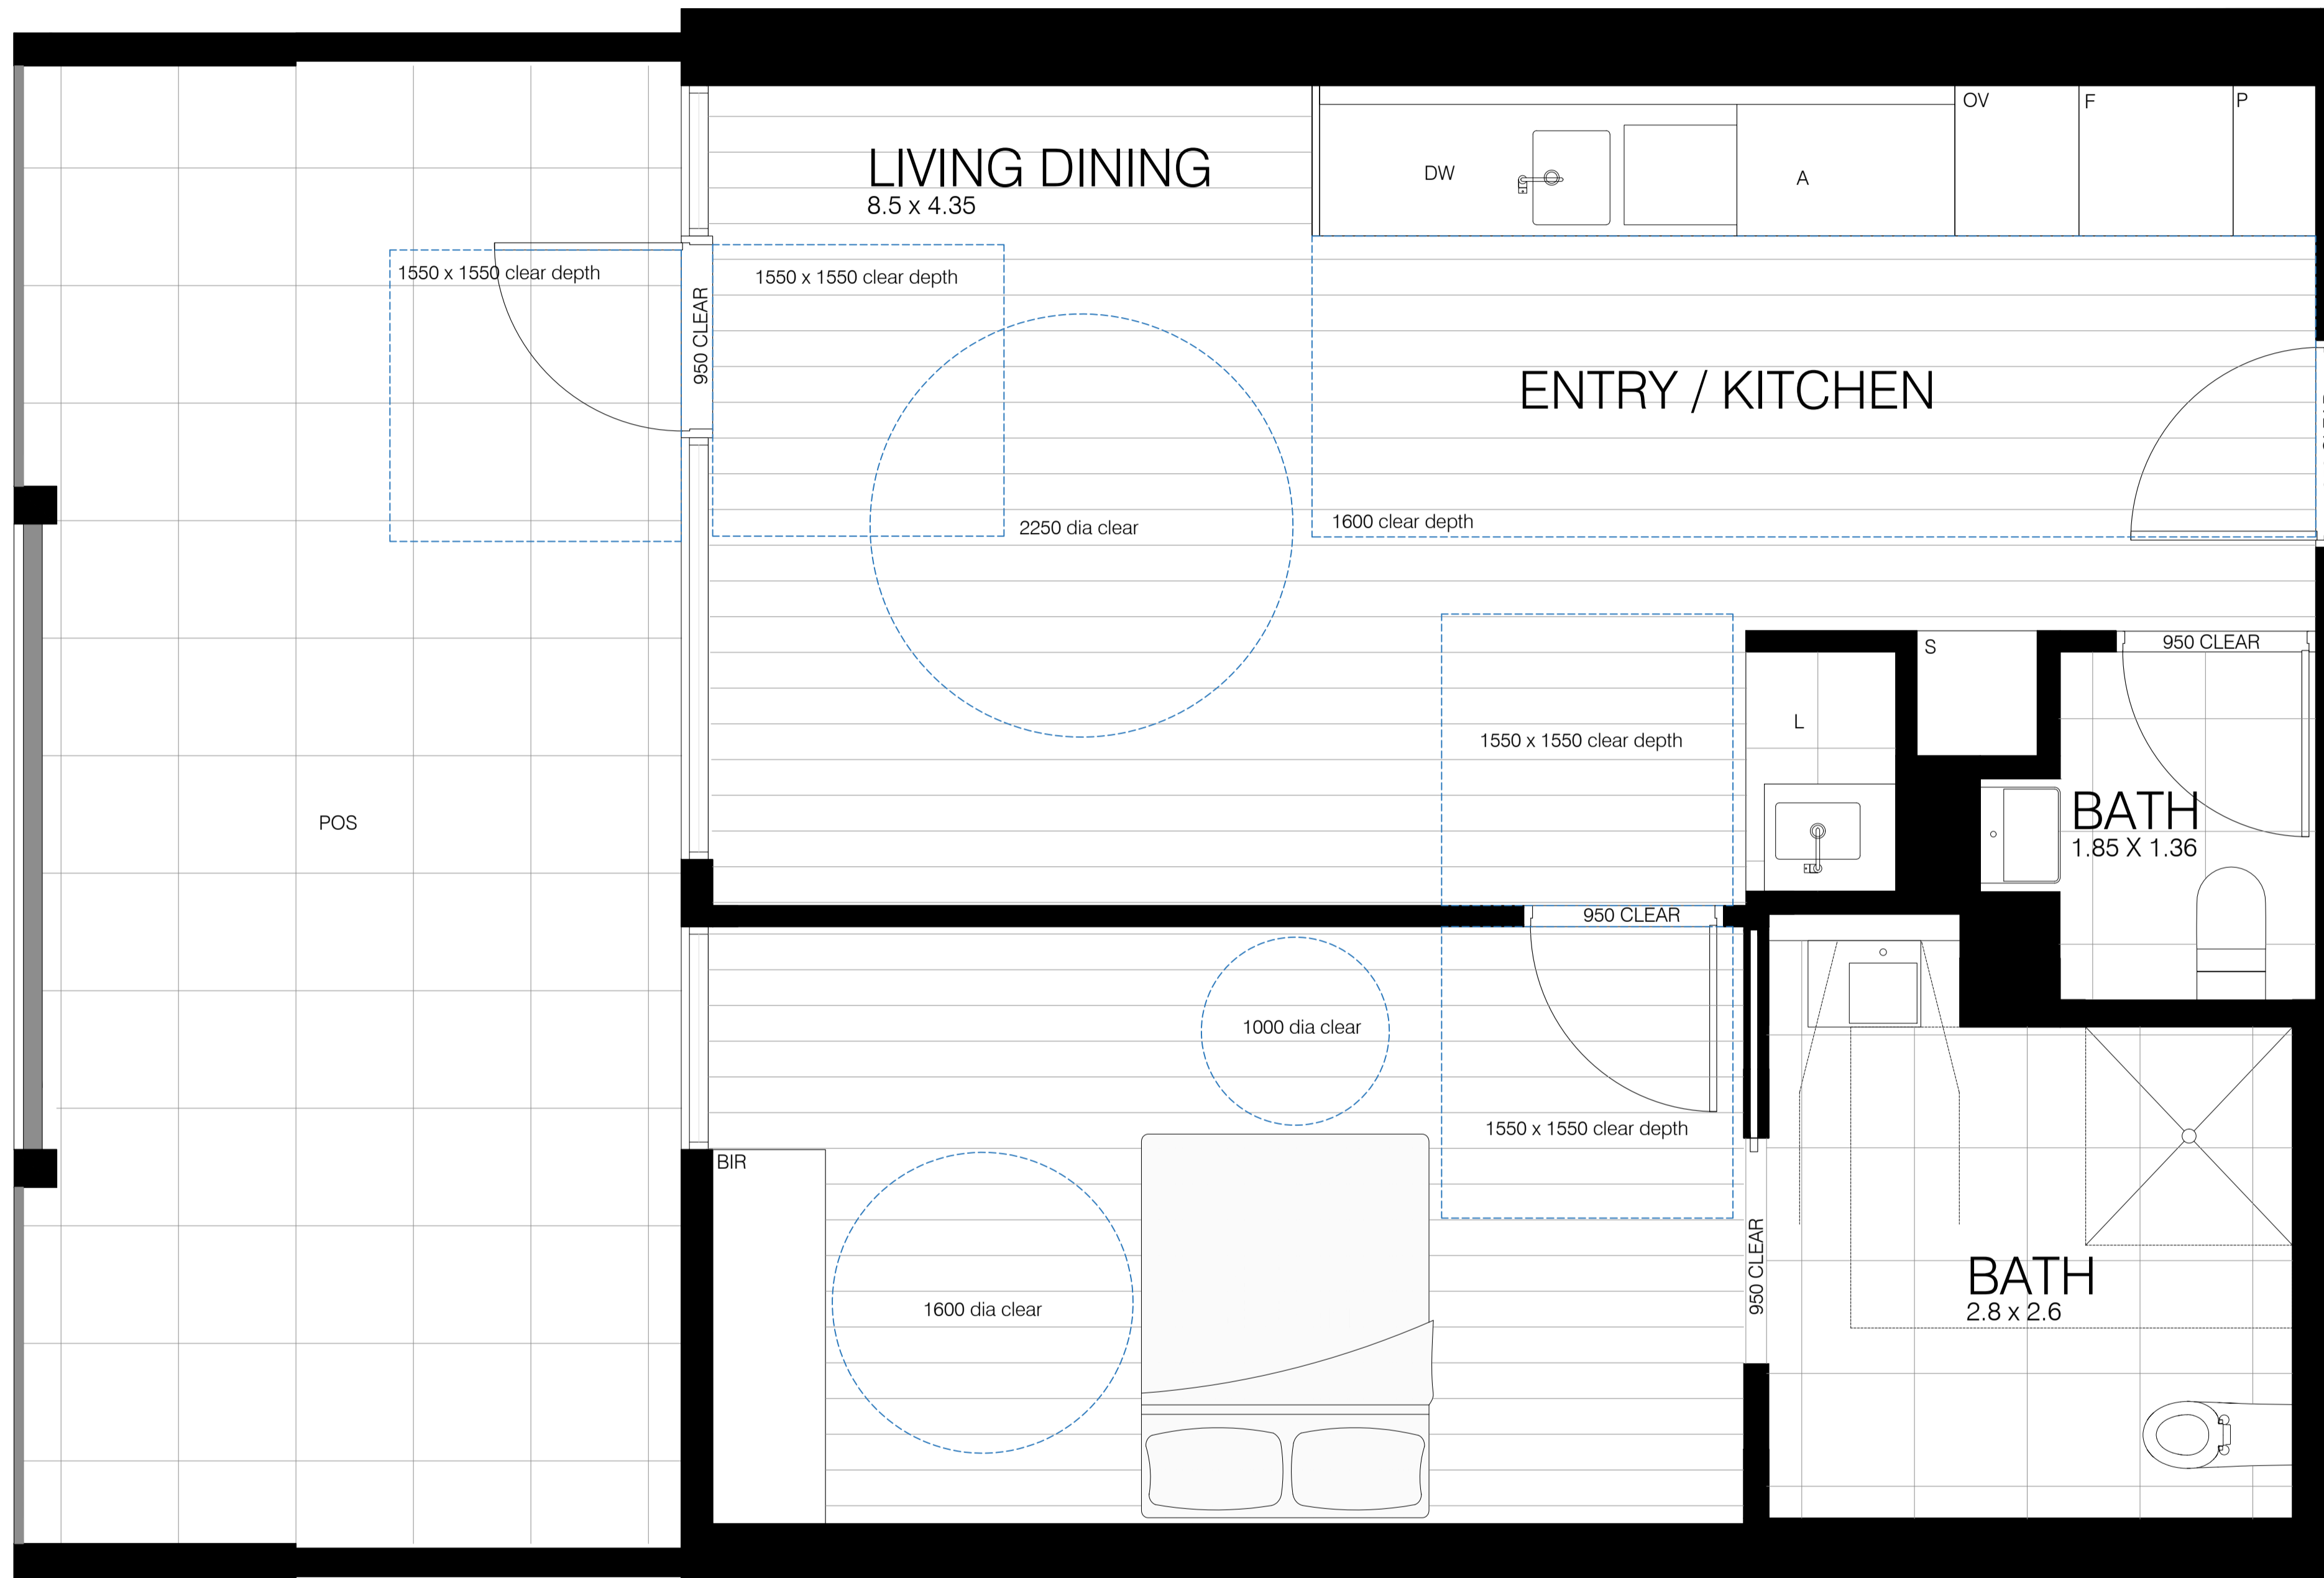 OV
F
P
LIVING DINING
8.5 x 4.35
DW
A
1550 x 1550 clear depth
1550 x 1550 clear depth
950 CLEAR
ENTRY / KITCHEN
2250 dia clear
1600 clear depth
950 CLEAR
S
L
1550 x 1550 clear depth
POS
BATH
1.85 X 1.36
950 CLEAR
1000 dia clear
1550 x 1550 clear depth
BIR
950 CLEAR
1600 dia clear
BATH
2.8 x 2.6